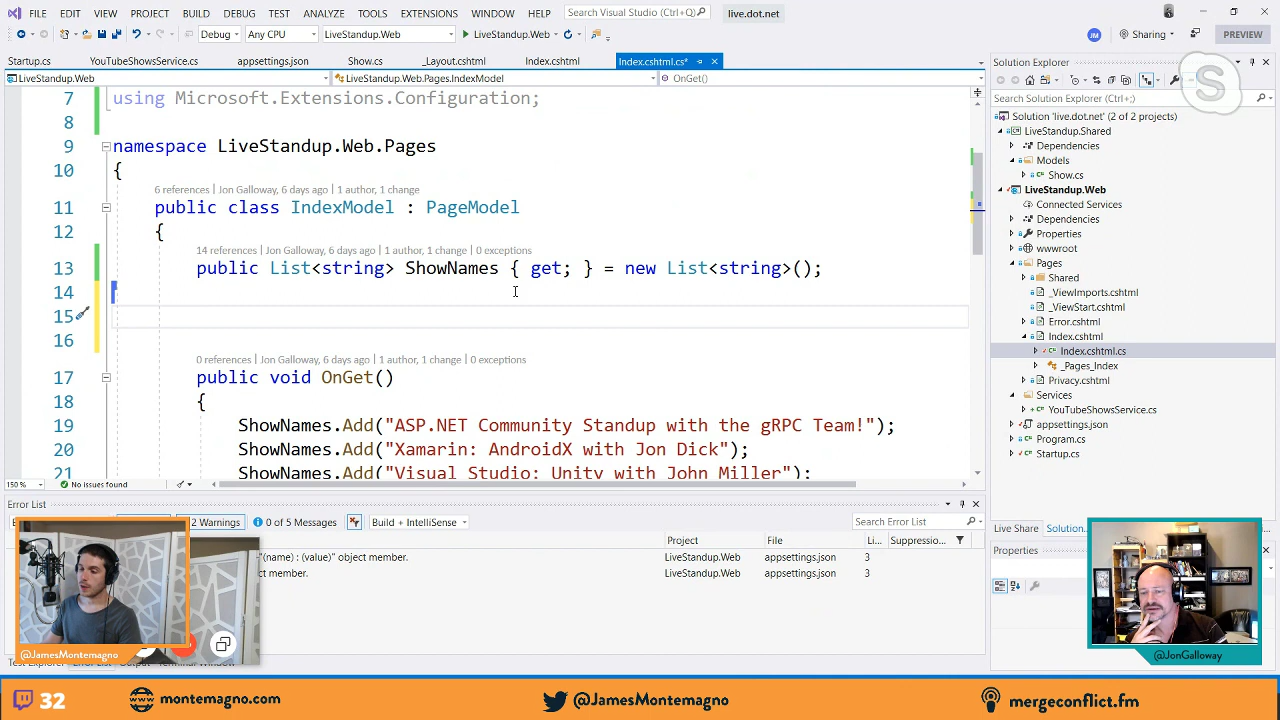 FILE EDIT VIEW PROJECT BUILD DEBUG TEST ANALYZE TOOLS EXTENSIONS WINDOW HELP Search Visual Studio (Ctrl+Q) live.dot.net
Debug Any CPU LiveStandup.Web LiveStandup.Web JM Sharing PREVIEW
Startup.cs YouTubeShowsService.cs appsettings.json Show.cs _Layout.cshtml Index.cshtml Index.cshtml.cs*
LiveStandup.Web LiveStandup.Web.Pages.IndexModel OnGet()
7 using Microsoft.Extensions.Configuration;
8
9 namespace LiveStandup.Web.Pages
10 {
6 references | Jon Galloway, 6 days ago | 1 author, 1 change
11 public class IndexModel : PageModel
12 {
14 references | Jon Galloway, 6 days ago | 1 author, 1 change | 0 exceptions
13 public List<string> ShowNames { get; } = new List<string>();
14
15
16
0 references | Jon Galloway, 6 days ago | 1 author, 1 change | 0 exceptions
17 public void OnGet()
18 {
19 ShowNames.Add("ASP.NET Community Standup with the gRPC Team!");
20 ShowNames.Add("Xamarin: AndroidX with Jon Dick");
21 ShowNames.Add("Visual Studio: Unity with John Miller");
150 % No issues found
Solution Explorer
Search Solution Explorer (Ctrl+;)
Solution 'live.dot.net' (2 of 2 projects)
LiveStandup.Shared
Dependencies
Models
Show.cs
LiveStandup.Web
Connected Services
Dependencies
Properties
wwwroot
Pages
Shared
_ViewImports.cshtml
_ViewStart.cshtml
Error.cshtml
Index.cshtml
Index.cshtml.cs
_Pages_Index
Privacy.cshtml
Services
YouTubeShowsService.cs
appsettings.json
Program.cs
Startup.cs
Live Share Solution...
Properties
Error List
2 Warnings 0 of 5 Messages Build + IntelliSense Search Error List
Project File Li... Suppressio...
"(name) : (value)" object member. LiveStandup.Web appsettings.json 3
ct member. LiveStandup.Web appsettings.json 3
@JamesMontemagno
@JonGalloway
32 montemagno.com @JamesMontemagno mergeconflict.fm